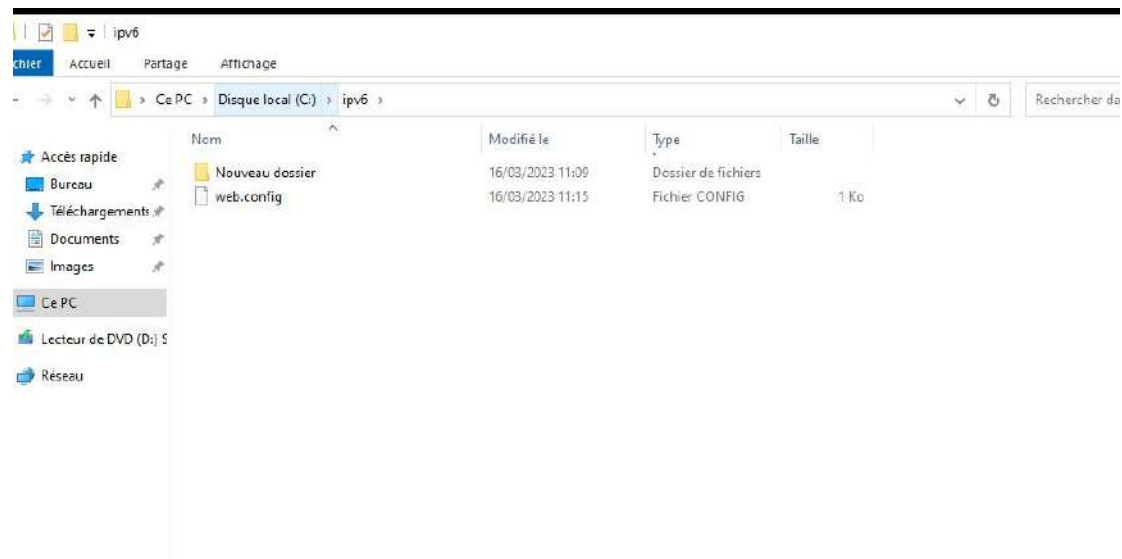 ipv6
chier Accueil Partage Affichage
Ce PC > Disque local (C:) > ipv6 > Rechercher da
Nom Modifié le Type Taille
Accès rapide
Bureau
Téléchargements
Documents
Images
Ce PC
Lecteur de DVD (D:) S
Réseau
Nouveau dossier 16/03/2023 11:09 Dossier de fichiers
web.config 16/03/2023 11:15 Fichier CONFIG 1 Ko